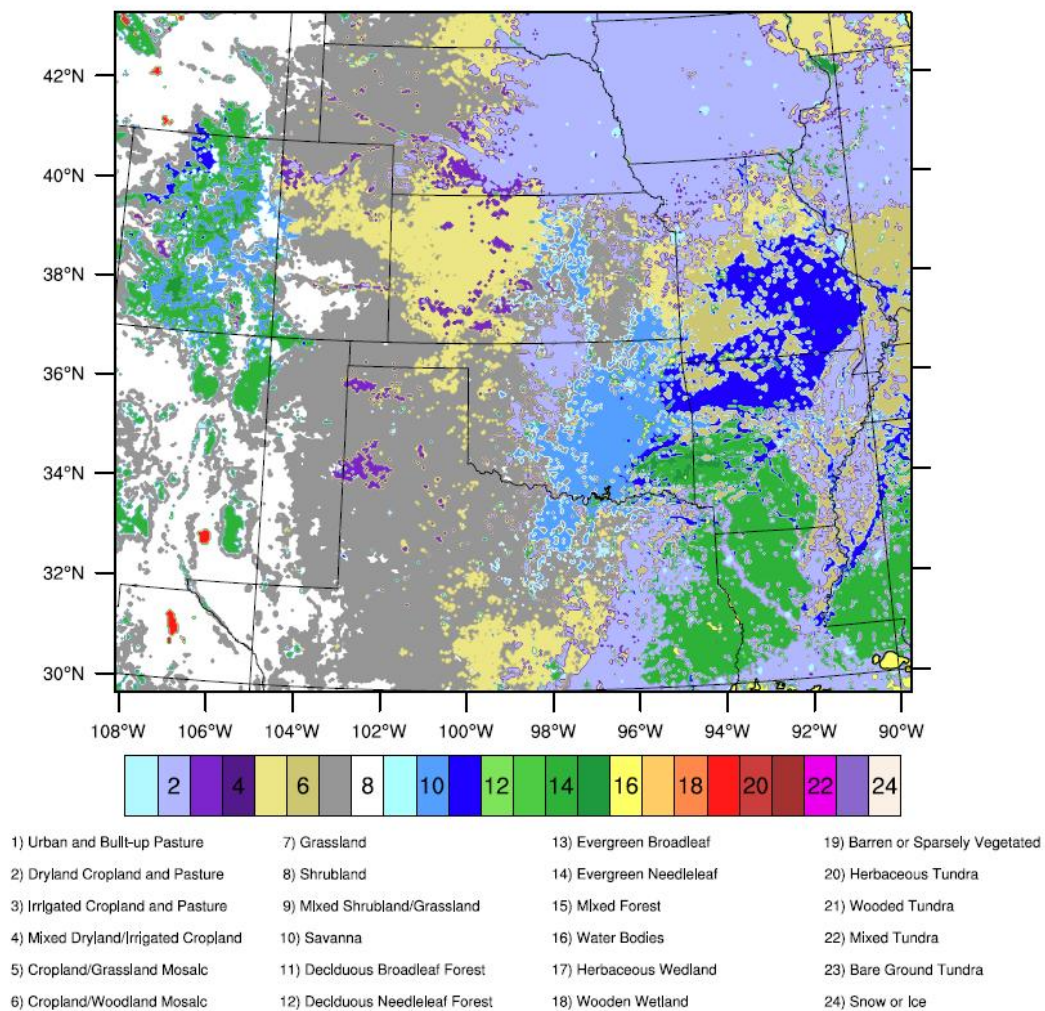 42°N
40°N
38°N
36°N
34°N
32°N
30°N
108°W 106°W 104°W 102°W 100°W 98°W 96°W 94°W 92°W 90°W
2 4 6 8 10 12 14 16 18 20 22 24
1) Urban and Built-up Pasture
2) Dryland Cropland and Pasture
3) Irrigated Cropland and Pasture
4) Mixed Dryland/Irrigated Cropland
5) Cropland/Grassland Mosaic
6) Cropland/Woodland Mosaic
7) Grassland
8) Shrubland
9) Mixed Shrubland/Grassland
10) Savanna
11) Deciduous Broadleaf Forest
12) Deciduous Needleleaf Forest
13) Evergreen Broadleaf
14) Evergreen Needleleaf
15) Mixed Forest
16) Water Bodies
17) Herbaceous Wedland
18) Wooden Wetland
19) Barren or Sparsely Vegetated
20) Herbaceous Tundra
21) Wooded Tundra
22) Mixed Tundra
23) Bare Ground Tundra
24) Snow or Ice